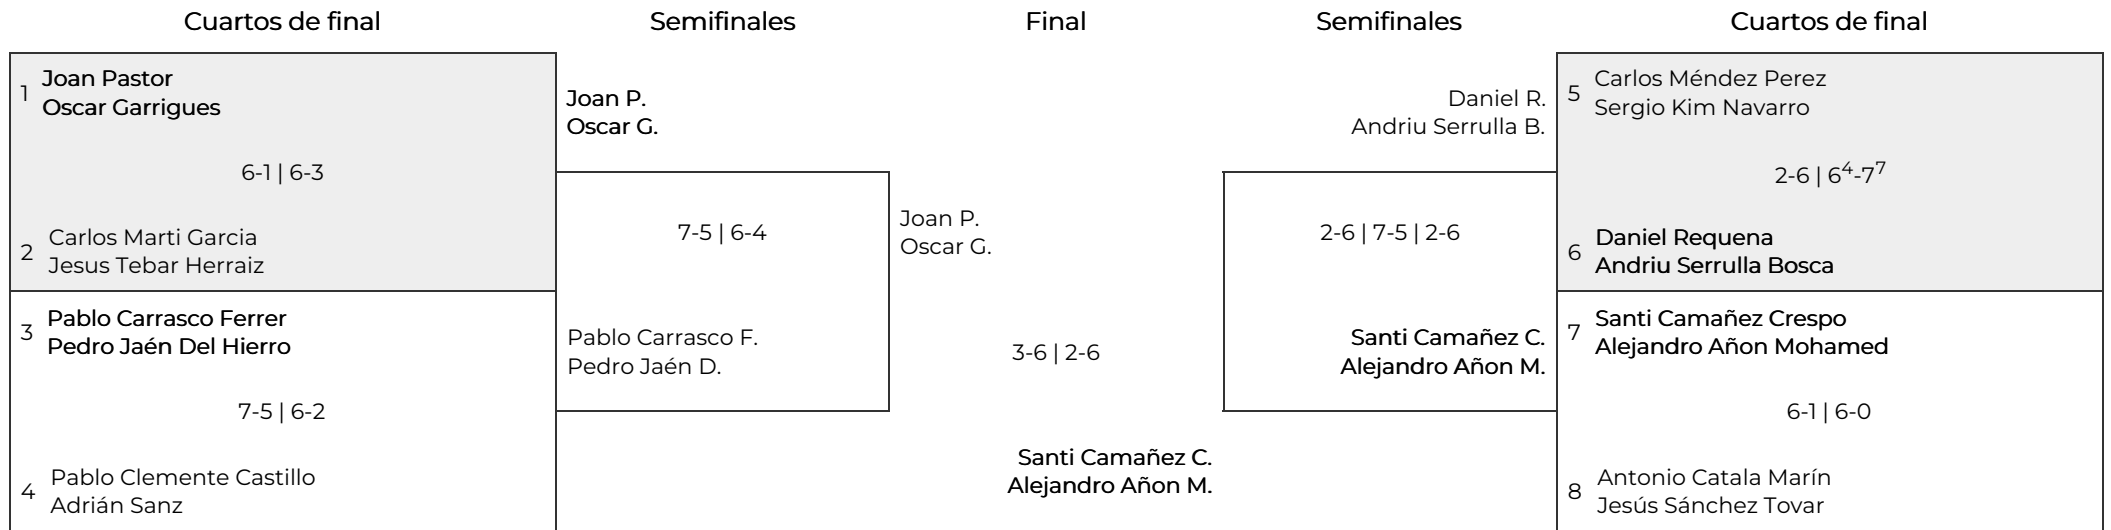 Cuartos de final
Semifinales
Final
Semifinales
Cuartos de final
1
Joan Pastor
Oscar Garrigues
6-1 | 6-3
2
Carlos Marti Garcia
Jesus Tebar Herraiz
3
Pablo Carrasco Ferrer
Pedro Jaén Del Hierro
7-5 | 6-2
4
Pablo Clemente Castillo
Adrián Sanz
Joan P.
Oscar G.
7-5 | 6-4
Pablo Carrasco F.
Pedro Jaén D.
Joan P.
Oscar G.
3-6 | 2-6
Santi Camañez C.
Alejandro Añon M.
Daniel R.
Andriu Serrulla B.
2-6 | 7-5 | 2-6
Santi Camañez C.
Alejandro Añon M.
5
Carlos Méndez Perez
Sergio Kim Navarro
2-6 | 6⁴-7⁷
6
Daniel Requena
Andriu Serrulla Bosca
7
Santi Camañez Crespo
Alejandro Añon Mohamed
6-1 | 6-0
8
Antonio Catala Marín
Jesús Sánchez Tovar